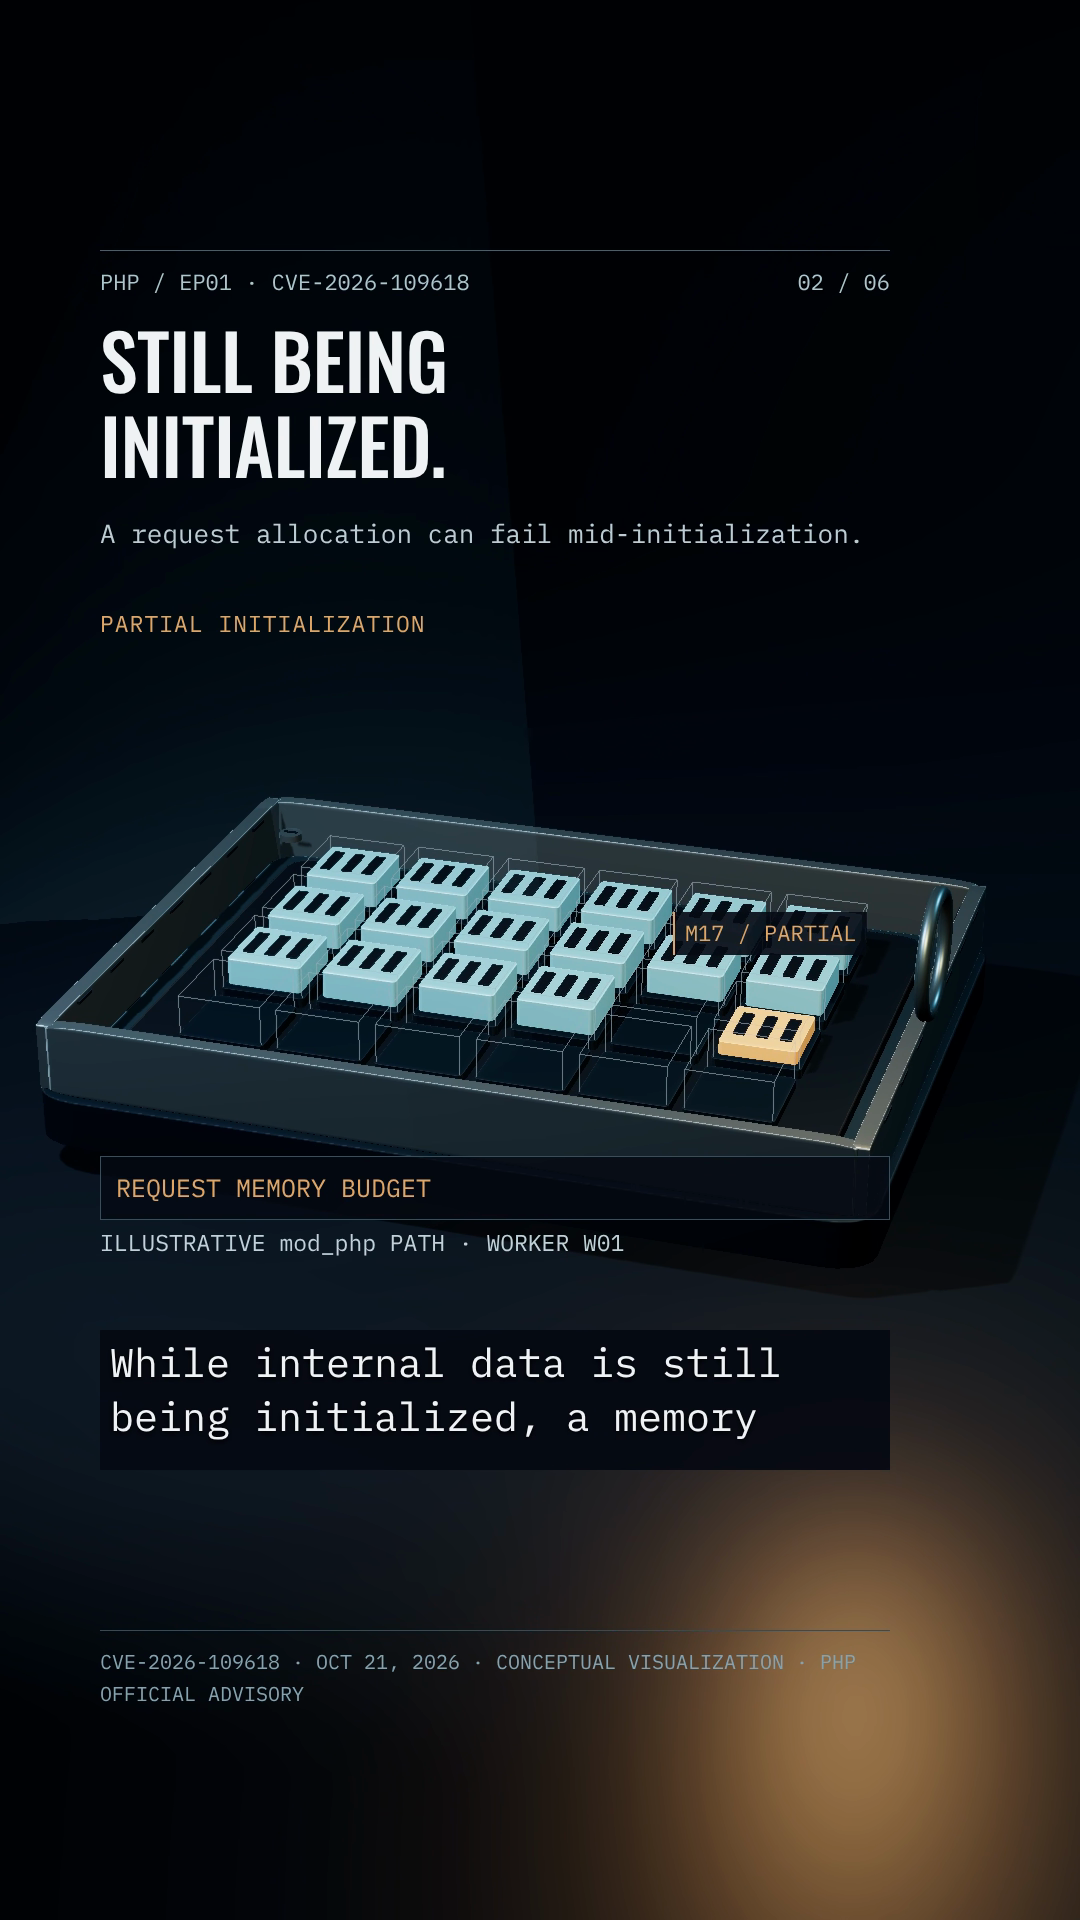 PHP / EP01 · CVE-2026-109618
02 / 06
STILL BEING
INITIALIZED.
A request allocation can fail mid-initialization.
PARTIAL INITIALIZATION
M17 / PARTIAL
REQUEST MEMORY BUDGET
ILLUSTRATIVE mod_php PATH · WORKER W01
While internal data is still
being initialized, a memory
CVE-2026-109618 · OCT 21, 2026 · CONCEPTUAL VISUALIZATION · PHP
OFFICIAL ADVISORY